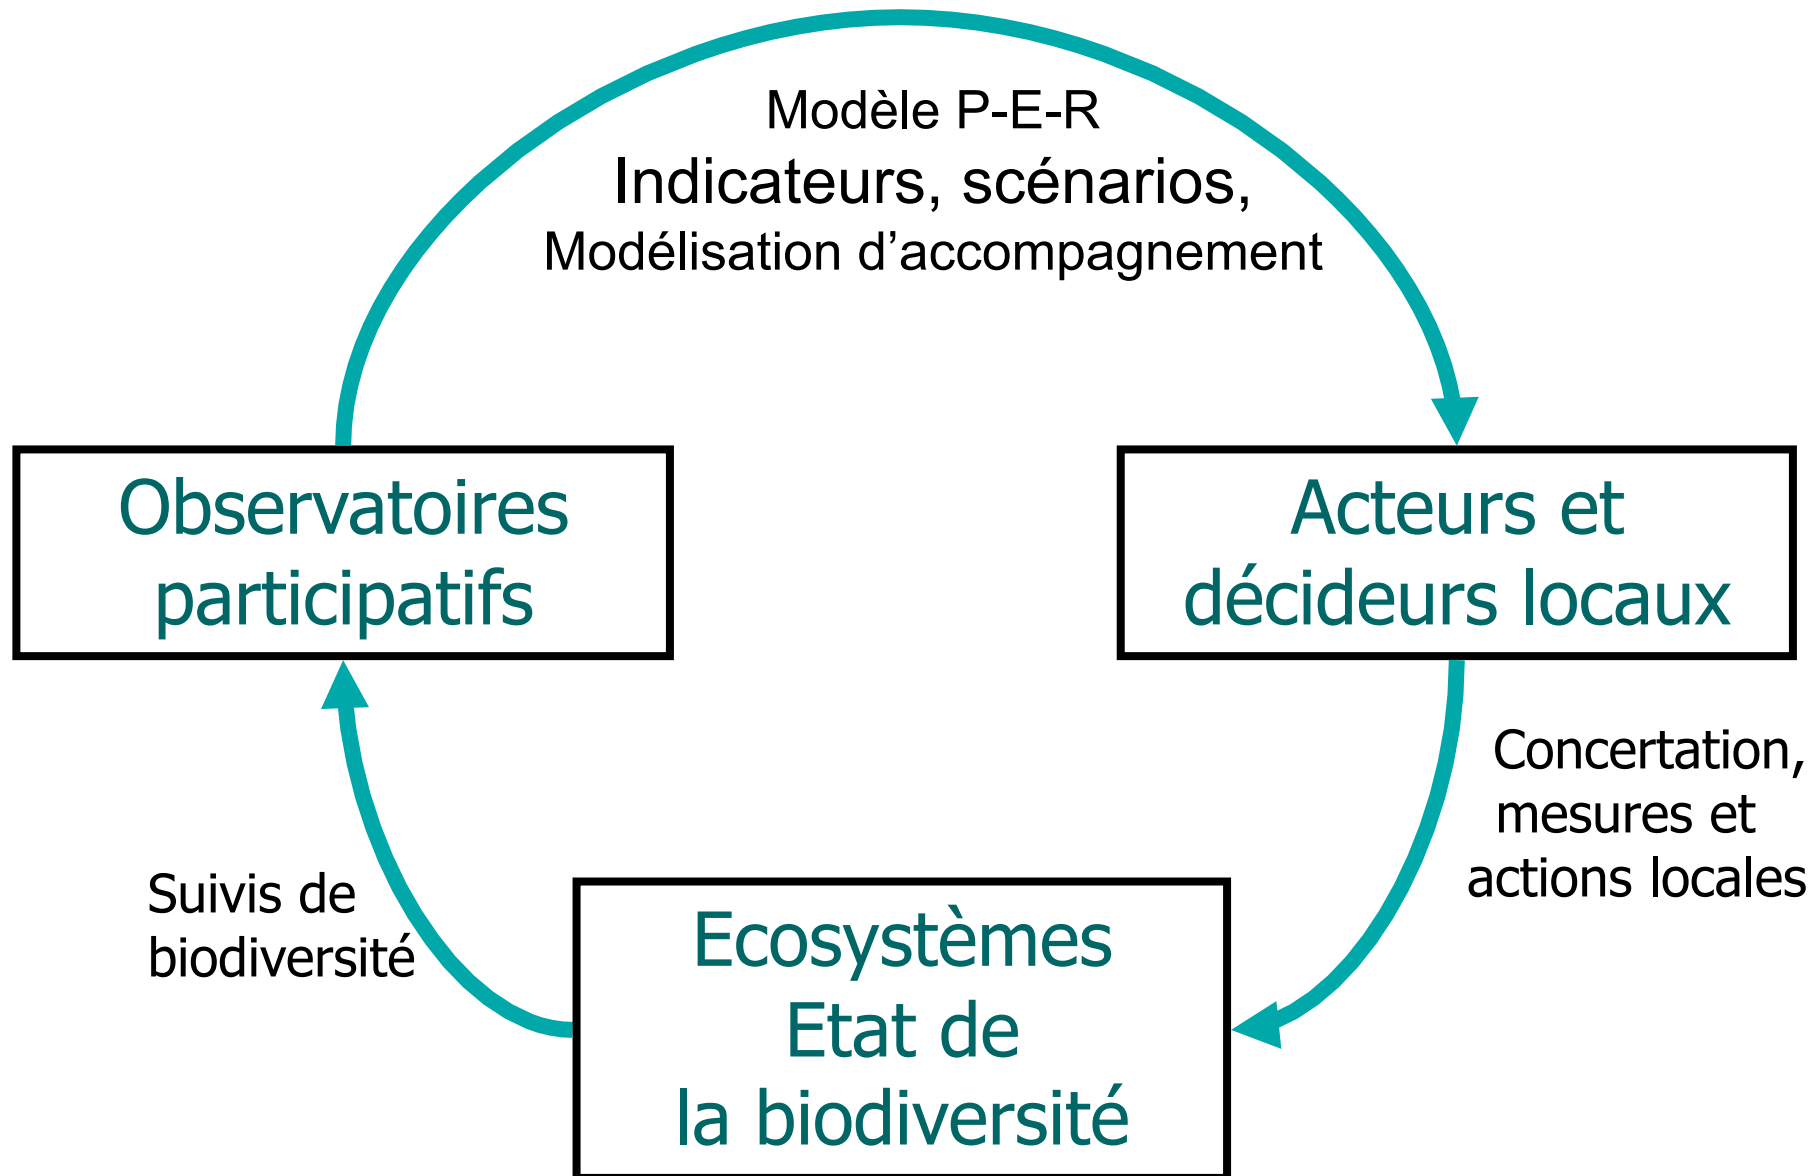 Modèle P-E-R
Indicateurs, scénarios,
Modélisation d’accompagnement
Observatoires
participatifs
Acteurs et
décideurs locaux
Concertation,
mesures et
actions locales
Suivis de
biodiversité
Ecosystèmes
Etat de
la biodiversité